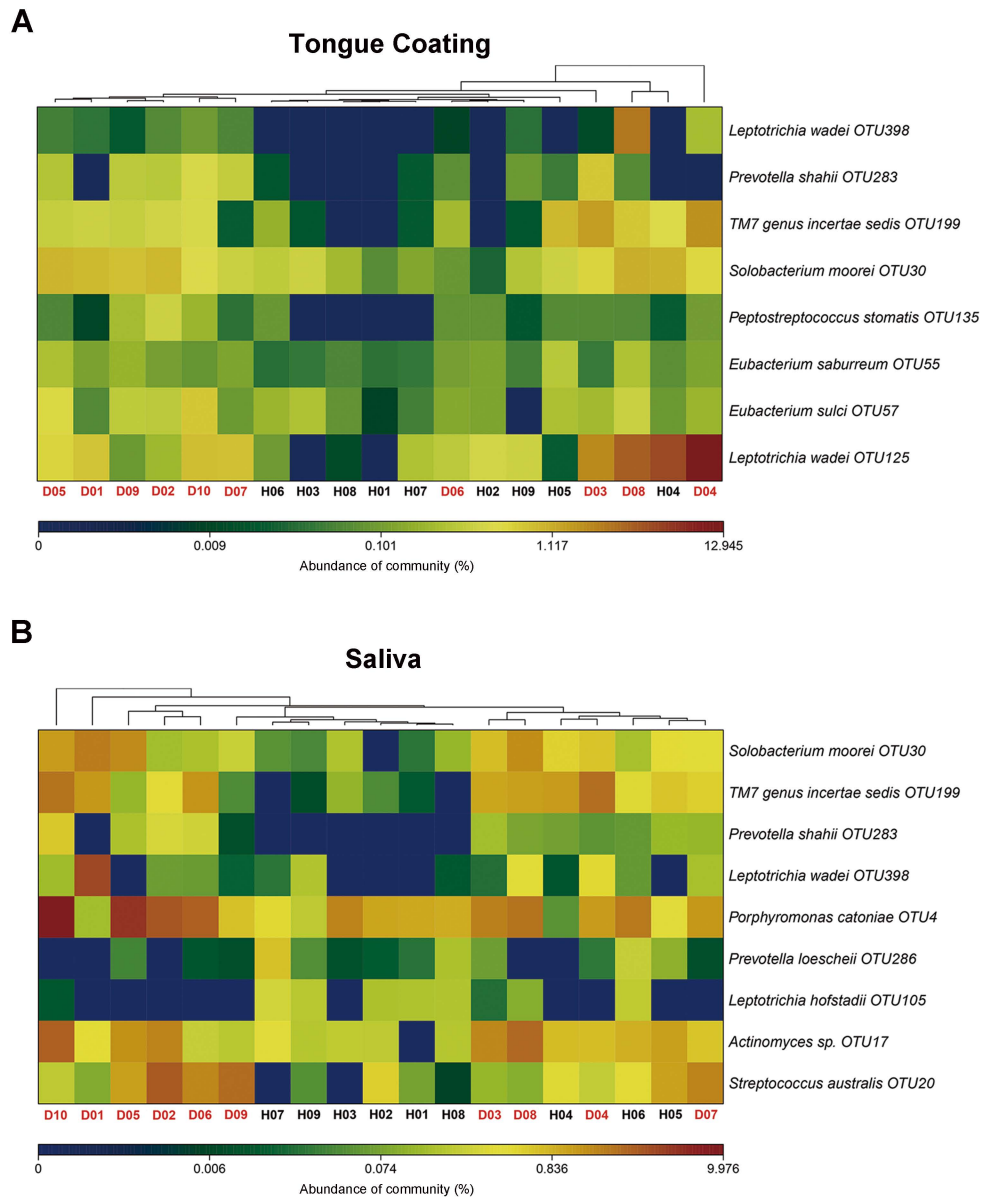 A
Tongue Coating
Leptotrichia wadei OTU398
Prevotella shahii OTU283
TM7 genus incertae sedis OTU199
Solobacterium moorei OTU30
Peptostreptococcus stomatis OTU135
Eubacterium saburreum OTU55
Eubacterium sulci OTU57
Leptotrichia wadei OTU125
D05 D01 D09 D02 D10 D07 H06 H03 H08 H01 H07 D06 H02 H09 H05 D03 D08 H04 D04
0 0.009 0.101 1.117 12.945
Abundance of community (%)
B
Saliva
Solobacterium moorei OTU30
TM7 genus incertae sedis OTU199
Prevotella shahii OTU283
Leptotrichia wadei OTU398
Porphyromonas catoniae OTU4
Prevotella loescheii OTU286
Leptotrichia hofstadii OTU105
Actinomyces sp. OTU17
Streptococcus australis OTU20
D10 D01 D05 D02 D06 D09 H07 H09 H03 H02 H01 H08 D03 D08 H04 D04 H06 H05 D07
0 0.006 0.074 0.836 9.976
Abundance of community (%)